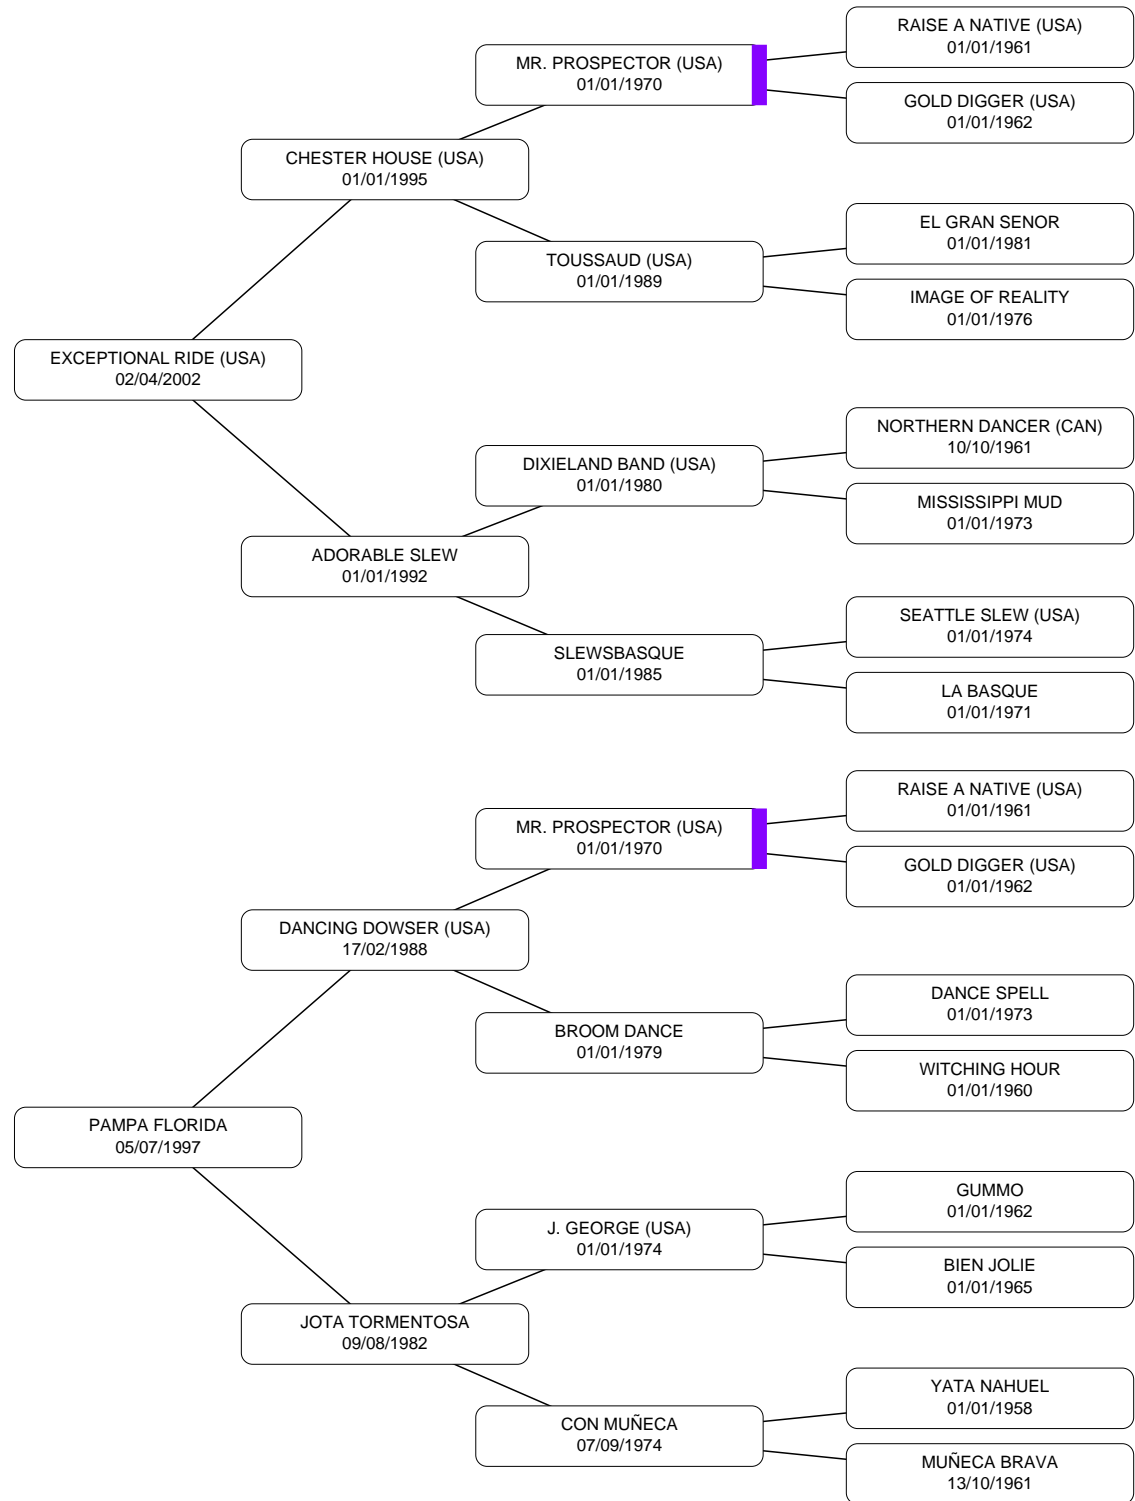 RAISE A NATIVE (USA)
01/01/1961
MR. PROSPECTOR (USA)
01/01/1970
GOLD DIGGER (USA)
01/01/1962
CHESTER HOUSE (USA)
01/01/1995
EL GRAN SENOR
01/01/1981
TOUSSAUD (USA)
01/01/1989
IMAGE OF REALITY
01/01/1976
EXCEPTIONAL RIDE (USA)
02/04/2002
NORTHERN DANCER (CAN)
10/10/1961
DIXIELAND BAND (USA)
01/01/1980
MISSISSIPPI MUD
01/01/1973
ADORABLE SLEW
01/01/1992
SEATTLE SLEW (USA)
01/01/1974
SLEWSBASQUE
01/01/1985
LA BASQUE
01/01/1971
RAISE A NATIVE (USA)
01/01/1961
MR. PROSPECTOR (USA)
01/01/1970
GOLD DIGGER (USA)
01/01/1962
DANCING DOWSER (USA)
17/02/1988
DANCE SPELL
01/01/1973
BROOM DANCE
01/01/1979
WITCHING HOUR
01/01/1960
PAMPA FLORIDA
05/07/1997
GUMMO
01/01/1962
J. GEORGE (USA)
01/01/1974
BIEN JOLIE
01/01/1965
JOTA TORMENTOSA
09/08/1982
YATA NAHUEL
01/01/1958
CON MUÑECA
07/09/1974
MUÑECA BRAVA
13/10/1961